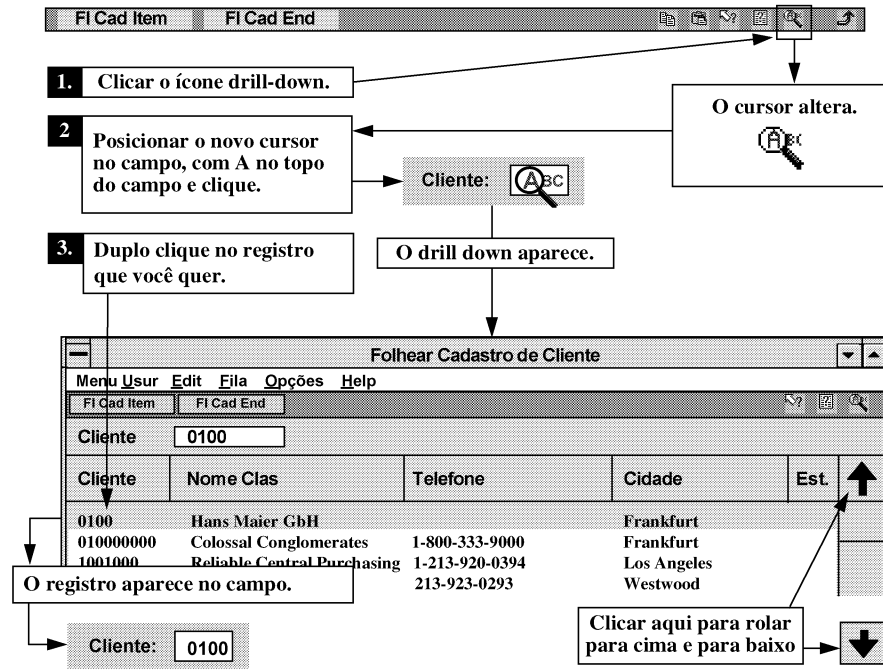 Fl Cad Item Fl Cad End
1. Clicar o ícone drill-down.
O cursor altera.
ABC
2 Posicionar o novo cursor
no campo, com A no topo
do campo e clique.
Cliente: ABC
3. Duplo clique no registro
que você quer.
O drill down aparece.
Folhear Cadastro de Cliente
Menu Usur Edit Fila Opções Help
Fl Cad Item Fl Cad End
Cliente 0100
Cliente Nome Clas Telefone Cidade Est.
0100 Hans Maier GbH Frankfurt
010000000 Colossal Conglomerates 1-800-333-9000 Frankfurt
1001000 Reliable Central Purchasing 1-213-920-0394 Los Angeles
213-923-0293 Westwood
O registro aparece no campo.
Clicar aqui para rolar
para cima e para baixo
Cliente: 0100